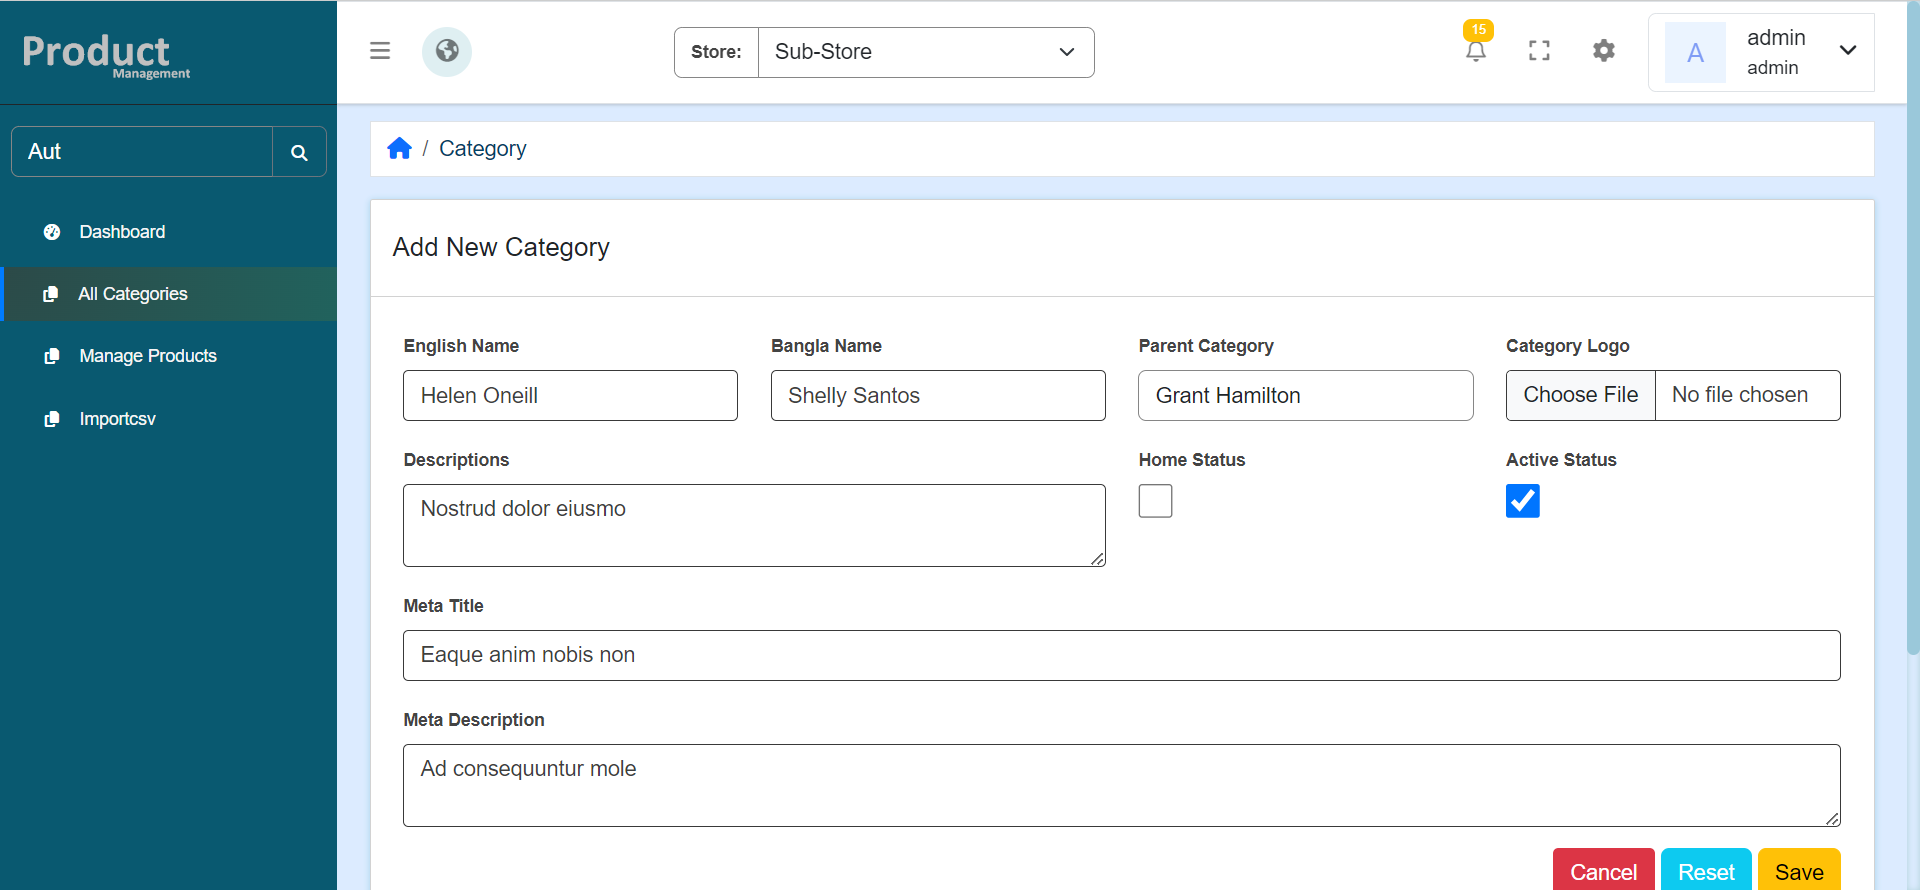 Product
Management
Store: Sub-Store
15
A
admin
admin
Aut
/ Category
Dashboard
All Categories
Manage Products
Importcsv
Add New Category
English Name
Bangla Name
Parent Category
Category Logo
Helen Oneill
Shelly Santos
Grant Hamilton
Choose File No file chosen
Descriptions
Home Status
Active Status
Nostrud dolor eiusmo
Meta Title
Eaque anim nobis non
Meta Description
Ad consequuntur mole
Cancel
Reset
Save